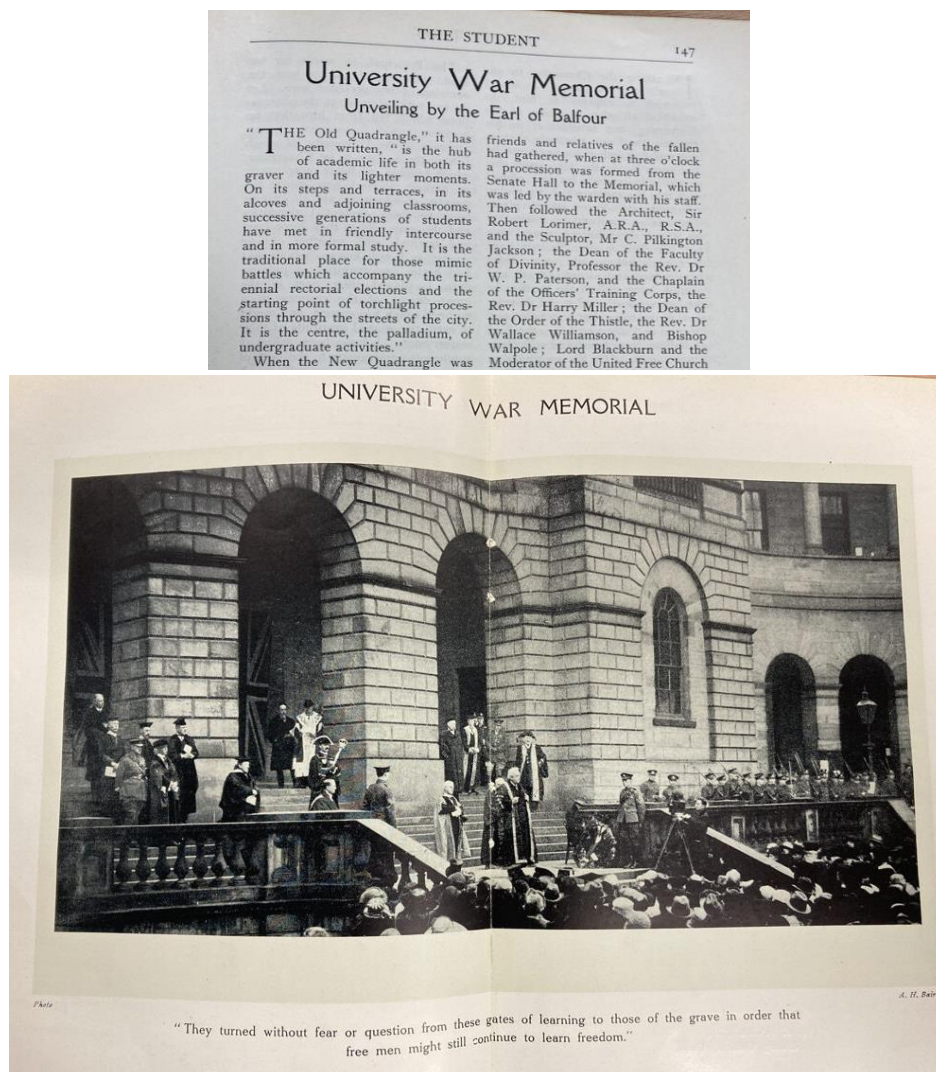 THE STUDENT
147
University War Memorial
Unveiling by the Earl of Balfour
"THE Old Quadrangle," it has
been written, "is the hub
of academic life in both its
graver and its lighter moments.
On its steps and terraces, in its
alcoves and adjoining classrooms,
successive generations of students
have met in friendly intercourse
and in more formal study. It is the
traditional place for those mimic
battles which accompany the tri-
ennial rectorial elections and the
starting point of torchlight proces-
sions through the streets of the city.
It is the centre, the palladium, of
undergraduate activities."
When the New Quadrangle was
friends and relatives of the fallen
had gathered, when at three o'clock
a procession was formed from the
Senate Hall to the Memorial, which
was led by the warden with his staff.
Then followed the Architect, Sir
Robert Lorimer, A.R.A., R.S.A.,
and the Sculptor, Mr C. Pilkington
Jackson; the Dean of the Faculty
of Divinity, Professor the Rev. Dr
W. P. Paterson, and the Chaplain
of the Officers' Training Corps, the
Rev. Dr Harry Miller; the Dean of
the Order of the Thistle, the Rev. Dr
Wallace Williamson, and Bishop
Walpole; Lord Blackburn and the
Moderator of the United Free Church
UNIVERSITY WAR MEMORIAL
Photo
A. H. Bair
"They turned without fear or question from these gates of learning to those of the grave in order that
free men might still continue to learn freedom."